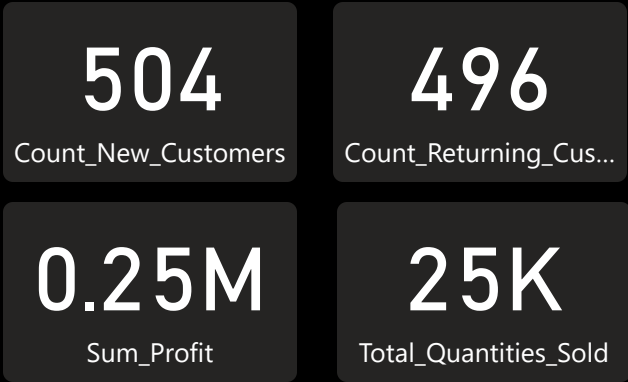 504
Count_New_Customers
496
Count_Returning_Cus...
0.25M
Sum_Profit
25K
Total_Quantities_Sold